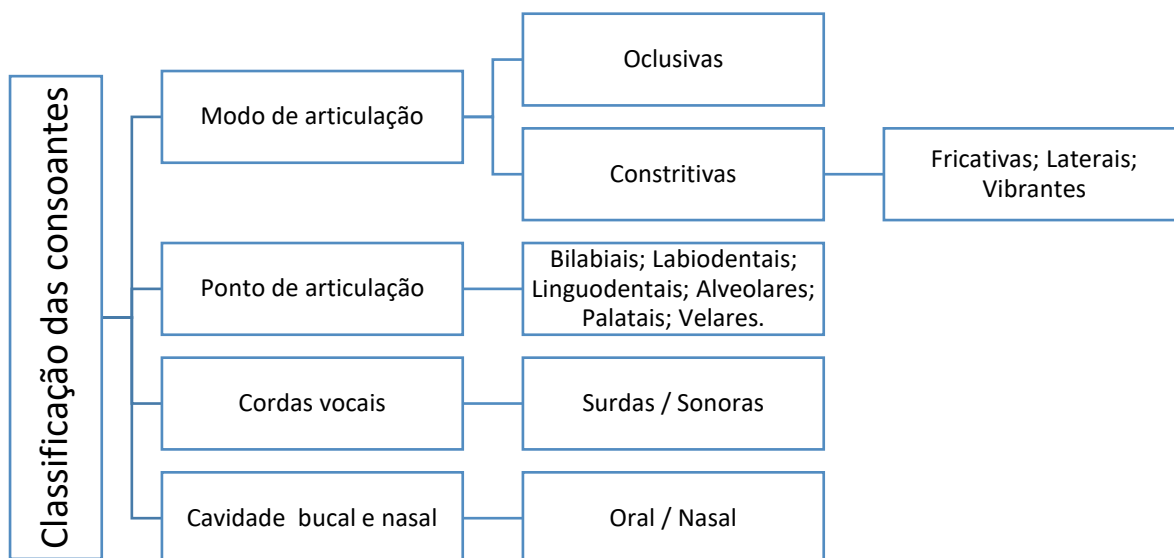 Classificação das consoantes
Modo de articulação
Oclusivas
Constritivas
Fricativas; Laterais;
Vibrantes
Ponto de articulação
Bilabiais; Labiodentais;
Linguodentais; Alveolares;
Palatais; Velares.
Cordas vocais
Surdas / Sonoras
Cavidade bucal e nasal
Oral / Nasal